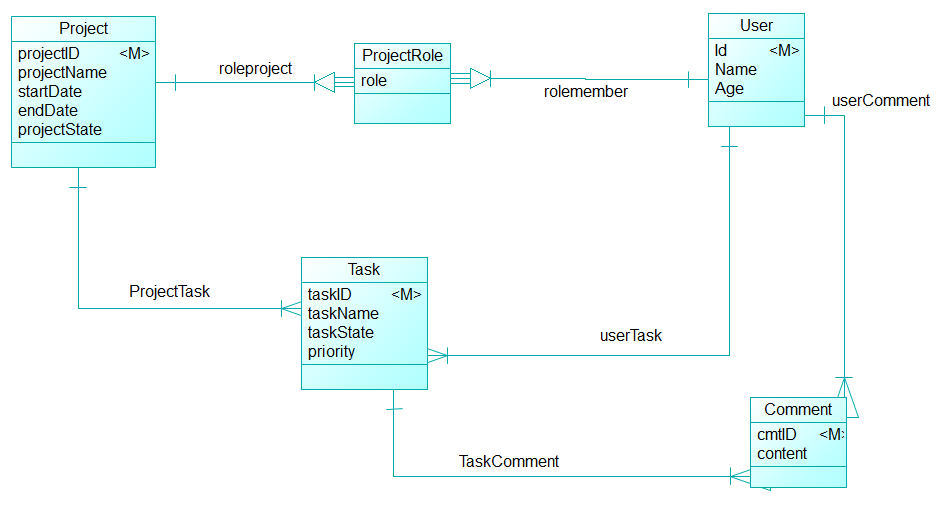 Project
projectID <M>
projectName
startDate
endDate
projectState
roleproject
ProjectRole
role
rolemember
User
Id <M>
Name
Age
userComment
ProjectTask
Task
taskID <M>
taskName
taskState
priority
userTask
TaskComment
Comment
cmtID <M>
content